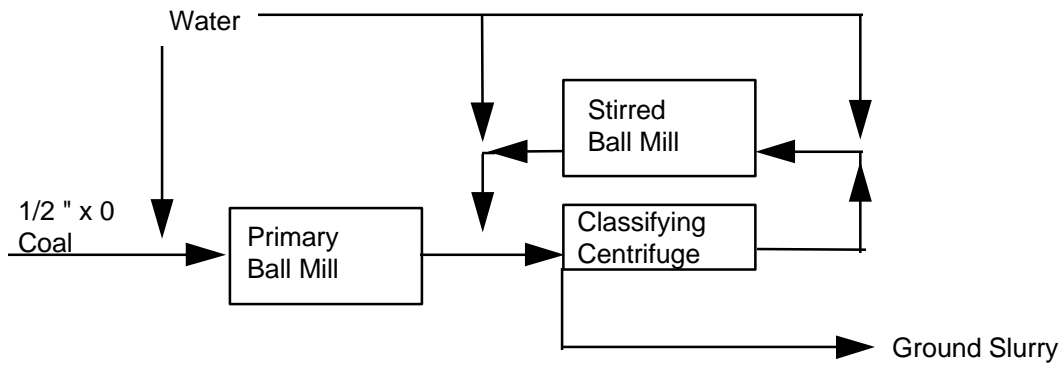 Water
Stirred
Ball Mill
1/2 " x 0
Coal
Primary
Ball Mill
Classifying
Centrifuge
Ground Slurry